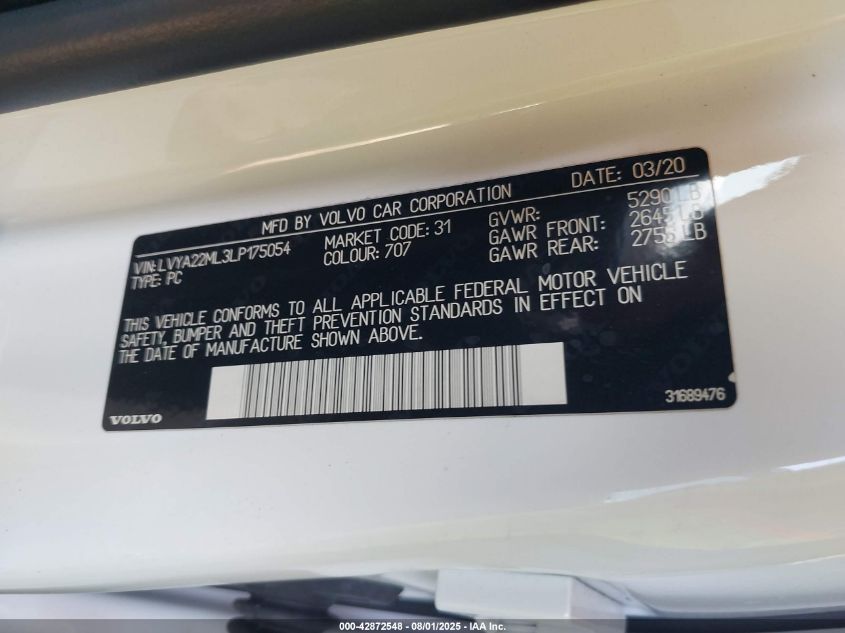 MFD BY VOLVO CAR CORPORATION DATE: 03/20
VIN: LVYA22ML3LP175054 MARKET CODE: 31 GVWR: 5290 LB
TYPE: PC COLOUR: 707 GAWR FRONT: 2645 LB
GAWR REAR: 2755 LB
THIS VEHICLE CONFORMS TO ALL APPLICABLE FEDERAL MOTOR VEHICLE
SAFETY, BUMPER AND THEFT PREVENTION STANDARDS IN EFFECT ON
THE DATE OF MANUFACTURE SHOWN ABOVE.
VOLVO 31689476
000-42872548 - 08/01/2025 - IAA, Inc.